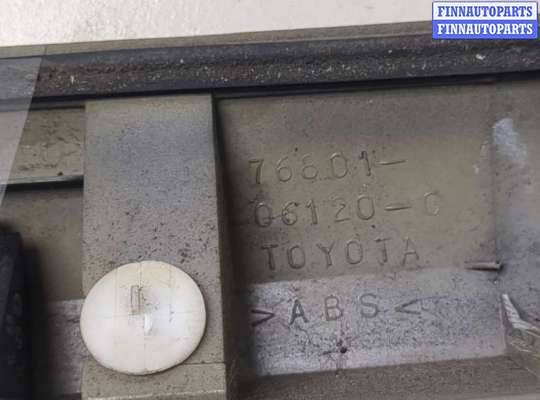 FINNAUTOPARTS
FINNAUTOPARTS
76801-
06120-C
TOYOTA
>ABS<